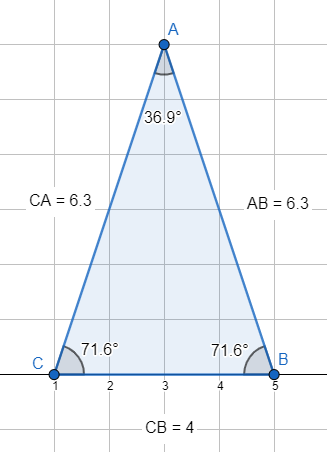 A
36.9°
CA = 6.3
AB = 6.3
C
71.6°
71.6°
B
1
2
3
4
5
CB = 4